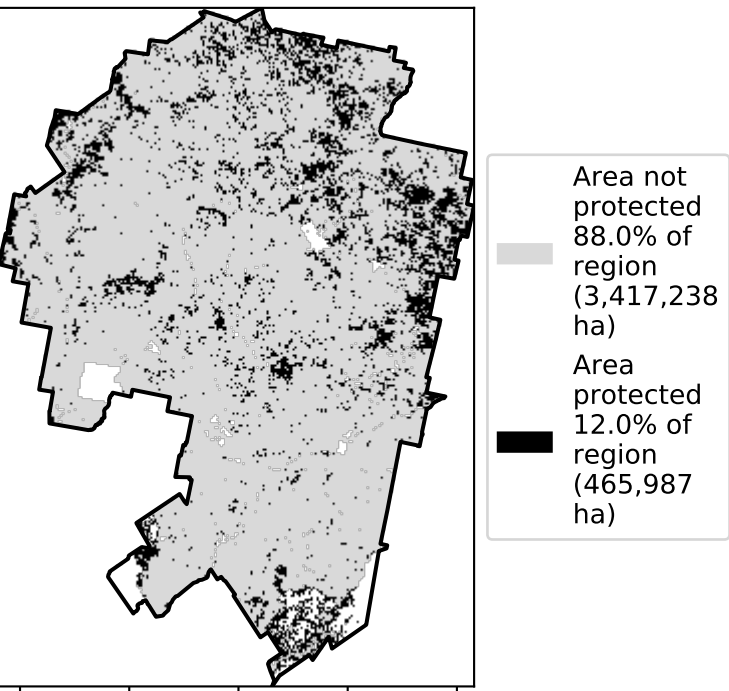 Area not
protected
88.0% of
region
(3,417,238
ha)
Area
protected
12.0% of
region
(465,987
ha)